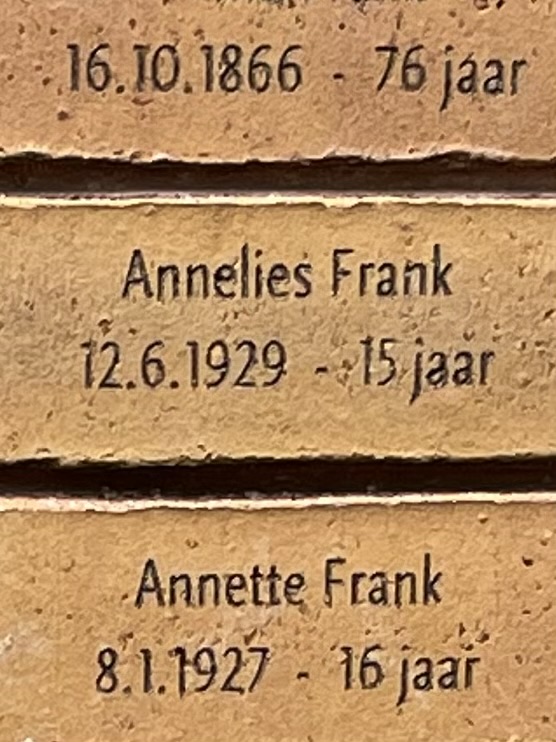 16.10.1866 - 76 jaar
Annelies Frank
12.6.1929 - 15 jaar
Annette Frank
8.1.1927 - 16 jaar